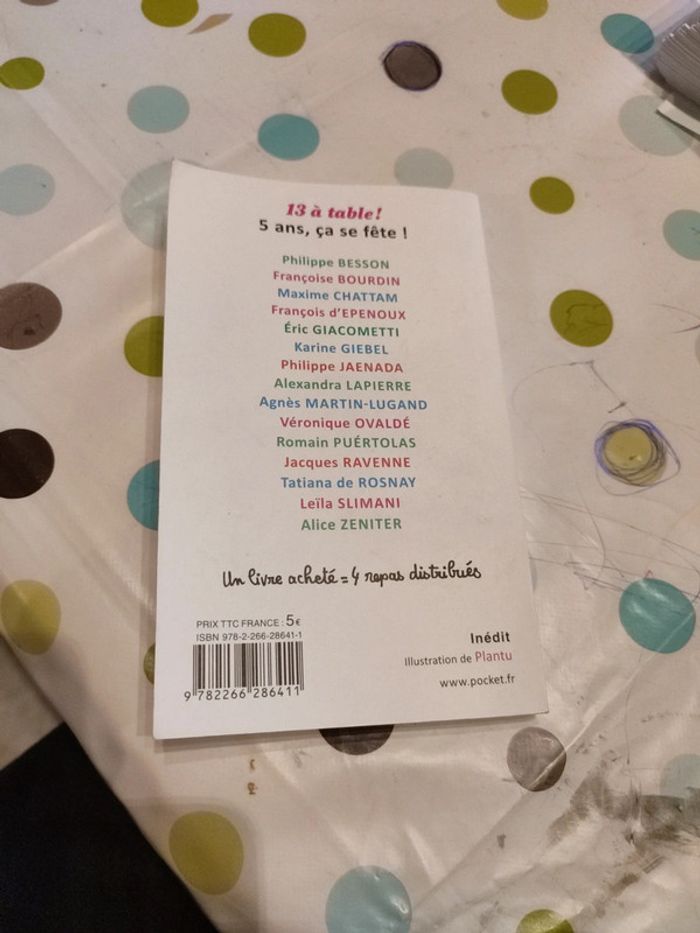 13 à table!
5 ans, ça se fête !
Philippe BESSON
Françoise BOURDIN
Maxime CHATTAM
François d'EPENOUX
Éric GIACOMETTI
Karine GIEBEL
Philippe JAENADA
Alexandra LAPIERRE
Agnès MARTIN-LUGAND
Véronique OVALDÉ
Romain PUÉRTOLAS
Jacques RAVENNE
Tatiana de ROSNAY
Leïla SLIMANI
Alice ZENITER
Un livre acheté = 4 repas distribués
PRIX TTC FRANCE : 5€
ISBN 978-2-266-28641-1
9 782266 286411
Inédit
Illustration de Plantu
www.pocket.fr